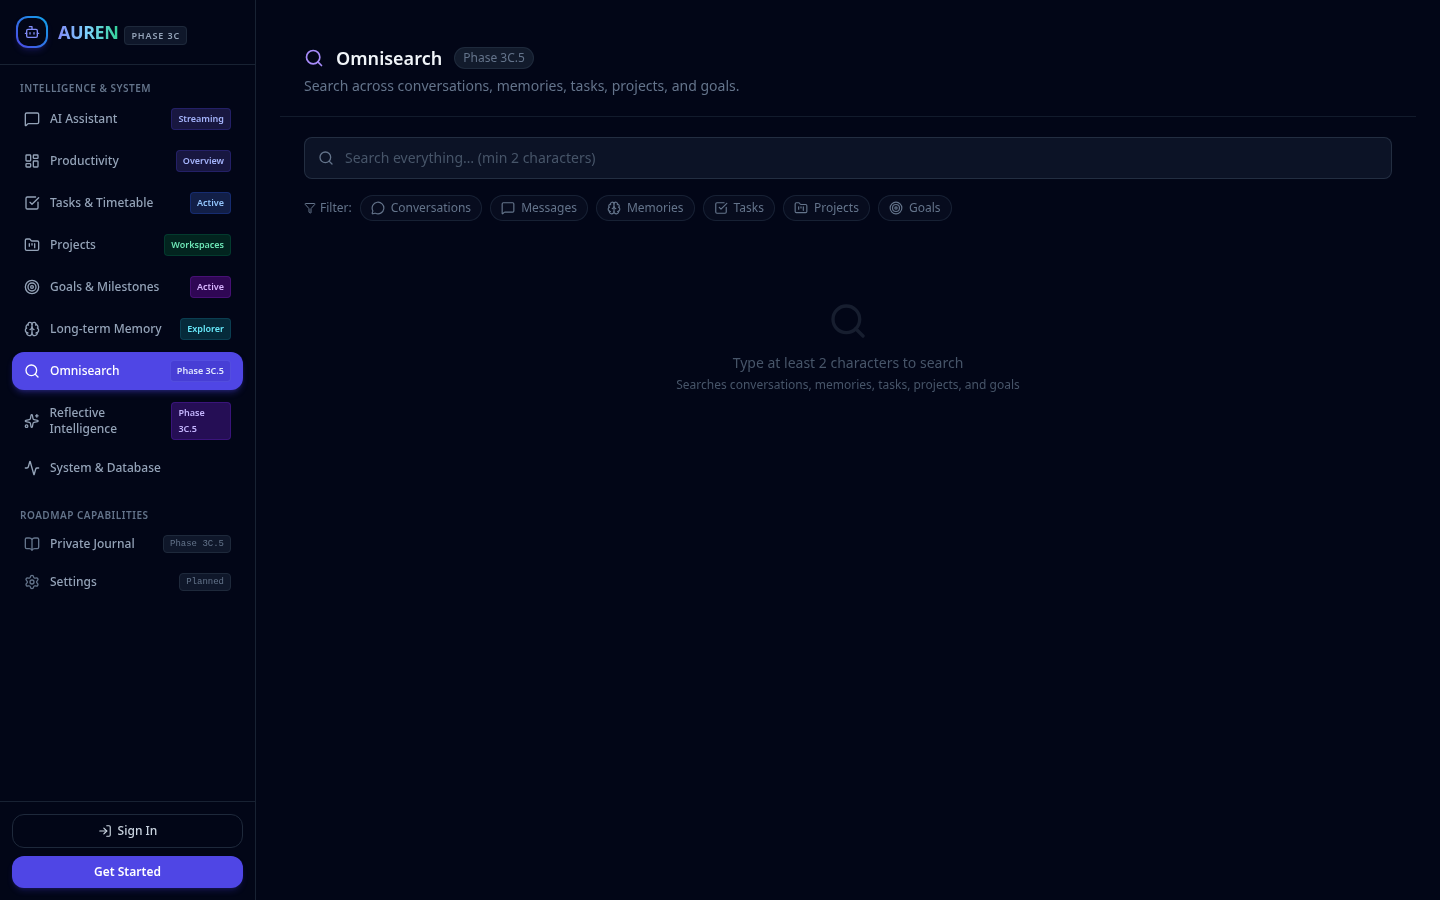 AUREN PHASE 3C
INTELLIGENCE & SYSTEM
AI Assistant Streaming
Productivity Overview
Tasks & Timetable Active
Projects Workspaces
Goals & Milestones Active
Long-term Memory Explorer
Omnisearch Phase 3C.5
Reflective Intelligence Phase 3C.5
System & Database
ROADMAP CAPABILITIES
Private Journal Phase 3C.5
Settings Planned
Sign In
Get Started
Omnisearch Phase 3C.5
Search across conversations, memories, tasks, projects, and goals.
Search everything... (min 2 characters)
Filter: Conversations Messages Memories Tasks Projects Goals
Type at least 2 characters to search
Searches conversations, memories, tasks, projects, and goals